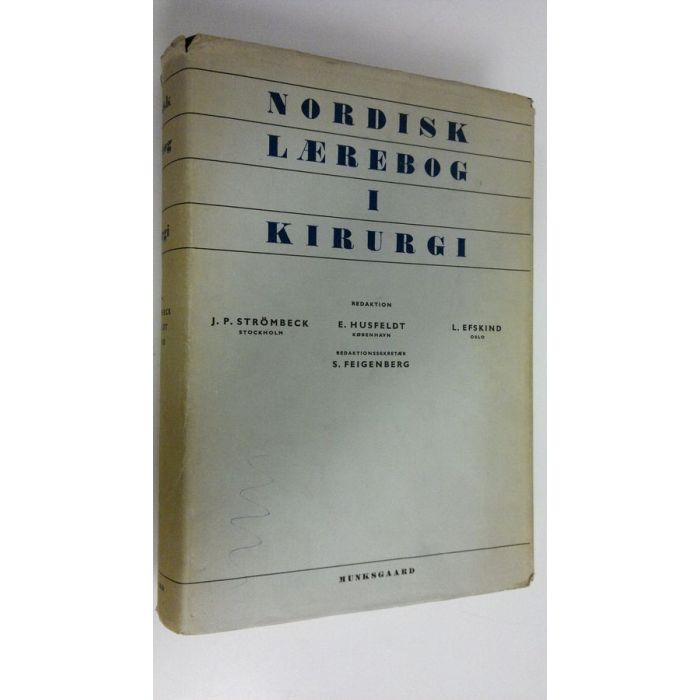 NORDISK
LÆREBOG
I
KIRURGI
REDAKTION
J. P. STRÖMBECK
STOCKHOLM
E. HUSFELDT
KØBENHAVN
L. EFSKIND
OSLO
REDAKTIONSSEKRETÆR
S. FEIGENBERG
MUNKSGAARD